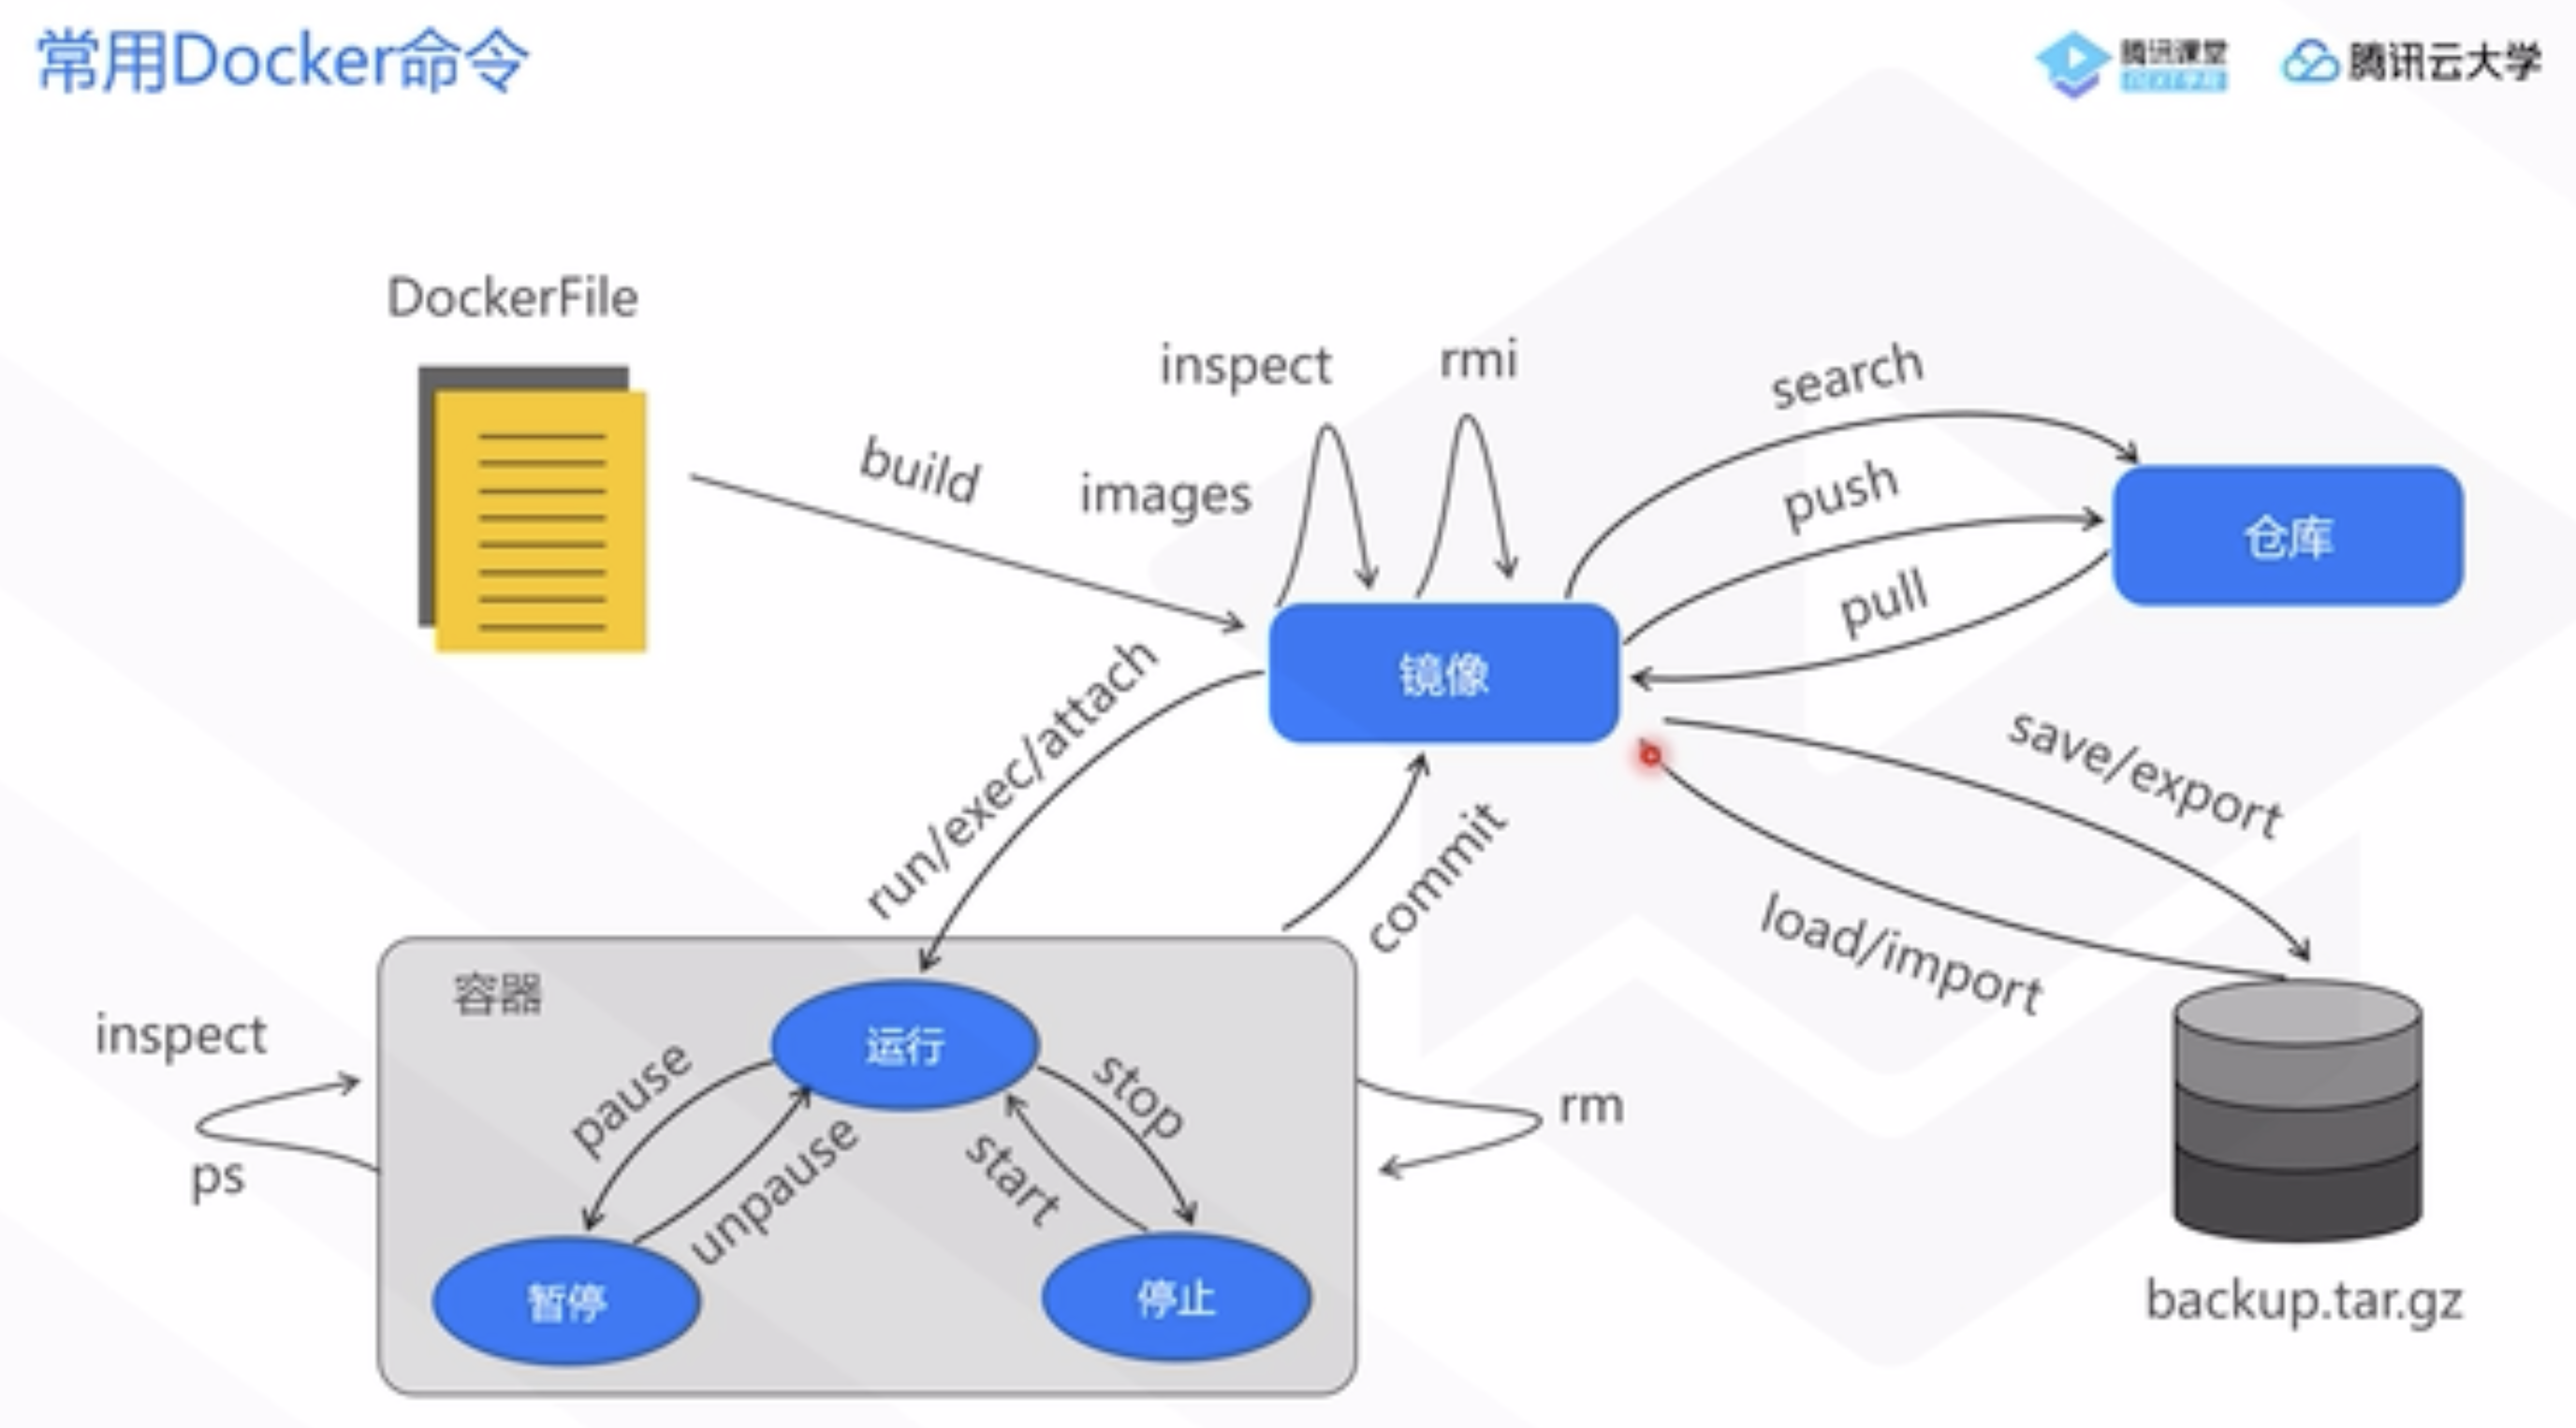 常用Docker命令
腾讯课堂
腾讯云大学
DockerFile
inspect
rmi
search
build
images
push
仓库
pull
镜像
run/exec/attach
save/export
commit
load/import
容器
inspect
运行
pause
stop
rm
unpause
start
ps
暂停
停止
backup.tar.gz